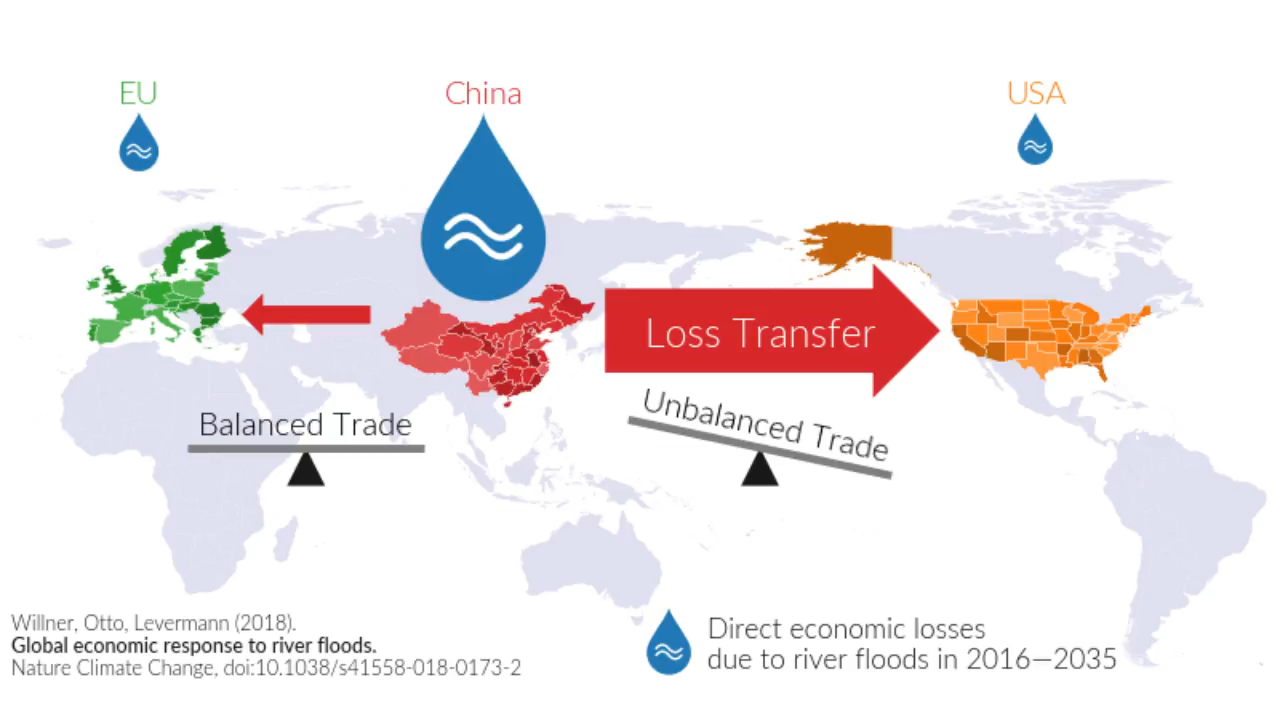 EU
China
USA
Loss Transfer
Balanced Trade
Unbalanced Trade
Willner, Otto, Levermann (2018).
Global economic response to river floods.
Nature Climate Change, doi:10.1038/s41558-018-0173-2
Direct economic losses
due to river floods in 2016—2035